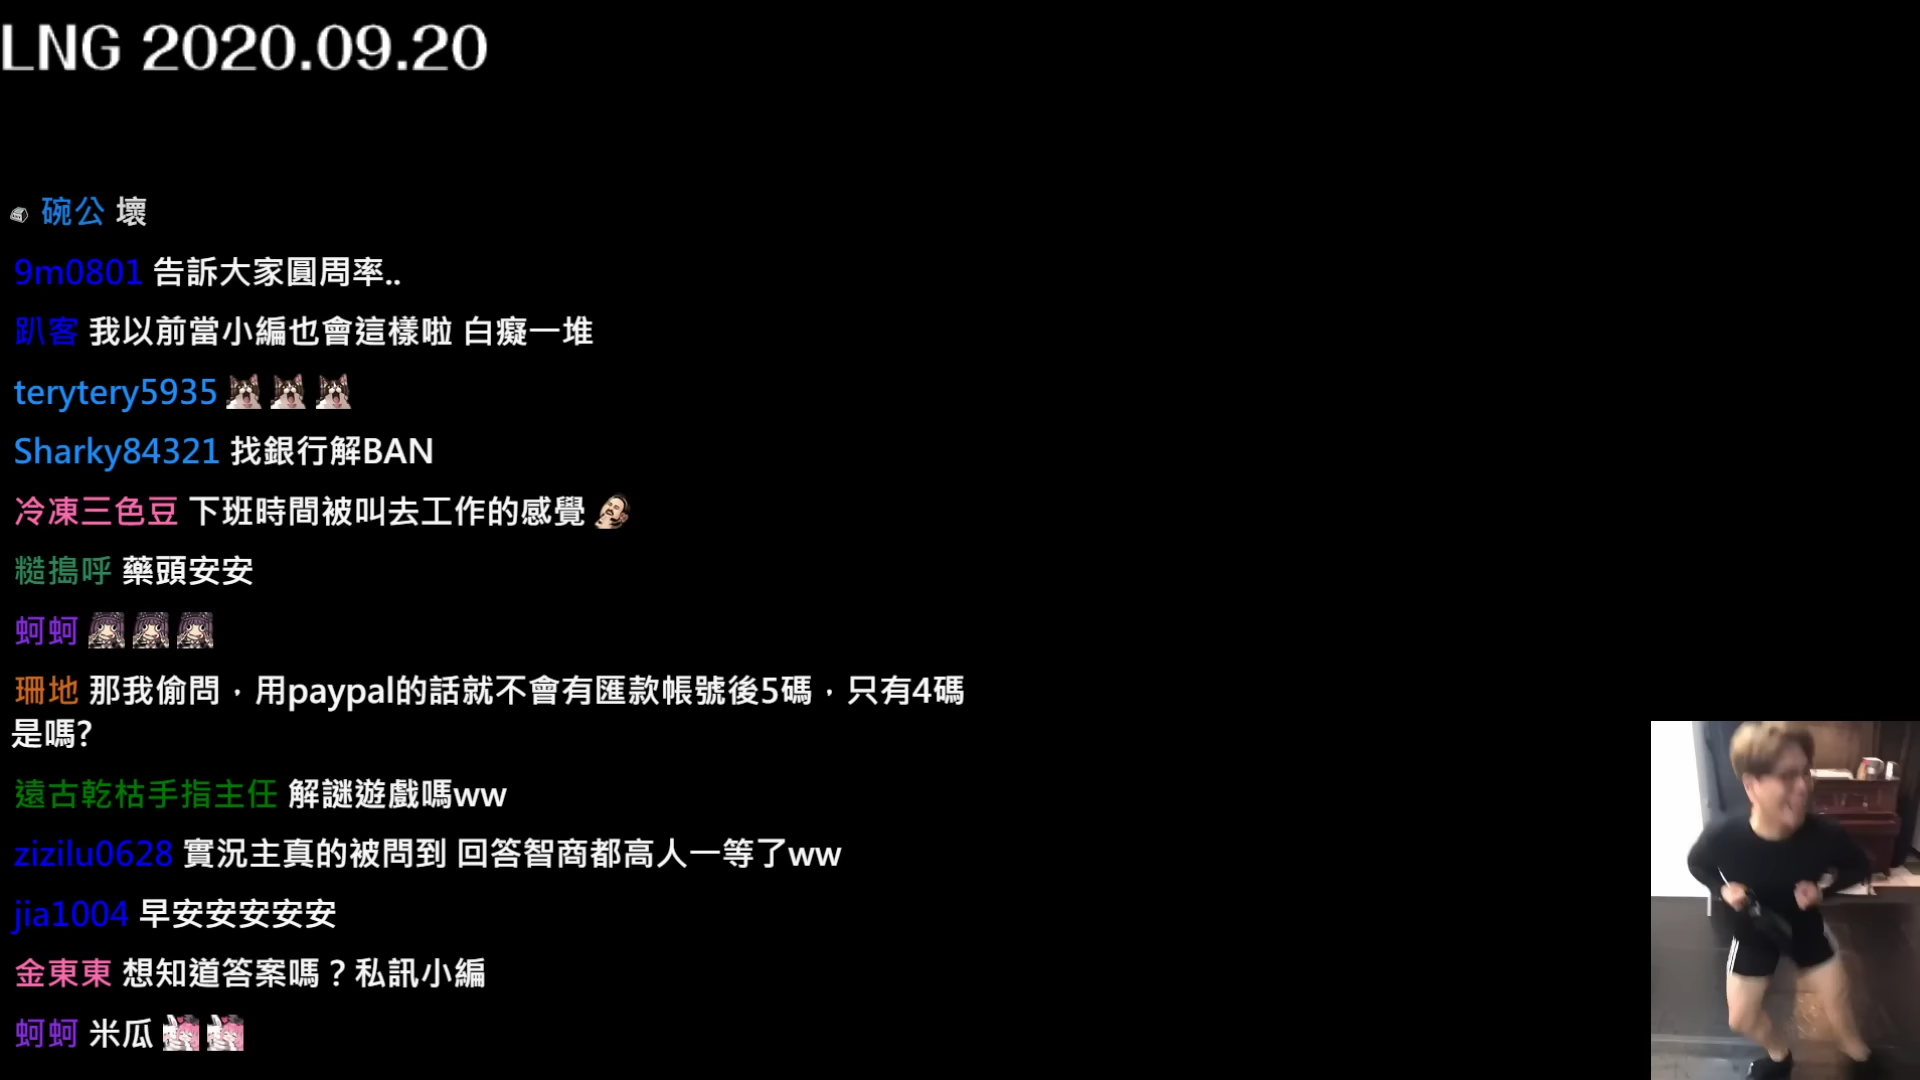 LNG 2020.09.20
碗公 壞
9m0801 告訴大家圓周率..
趴客 我以前當小編也會這樣啦 白癡一堆
terytery5935
Sharky84321 找銀行解BAN
冷凍三色豆 下班時間被叫去工作的感覺
糙搗呼 藥頭安安
蚵蚵
珊地 那我偷問，用paypal的話就不會有匯款帳號後5碼，只有4碼
是嗎?
遠古乾枯手指主任 解謎遊戲嗎ww
zizilu0628 實況主真的被問到 回答智商都高人一等了ww
jia1004 早安安安安安
金東東 想知道答案嗎？私訊小編
蚵蚵 米瓜